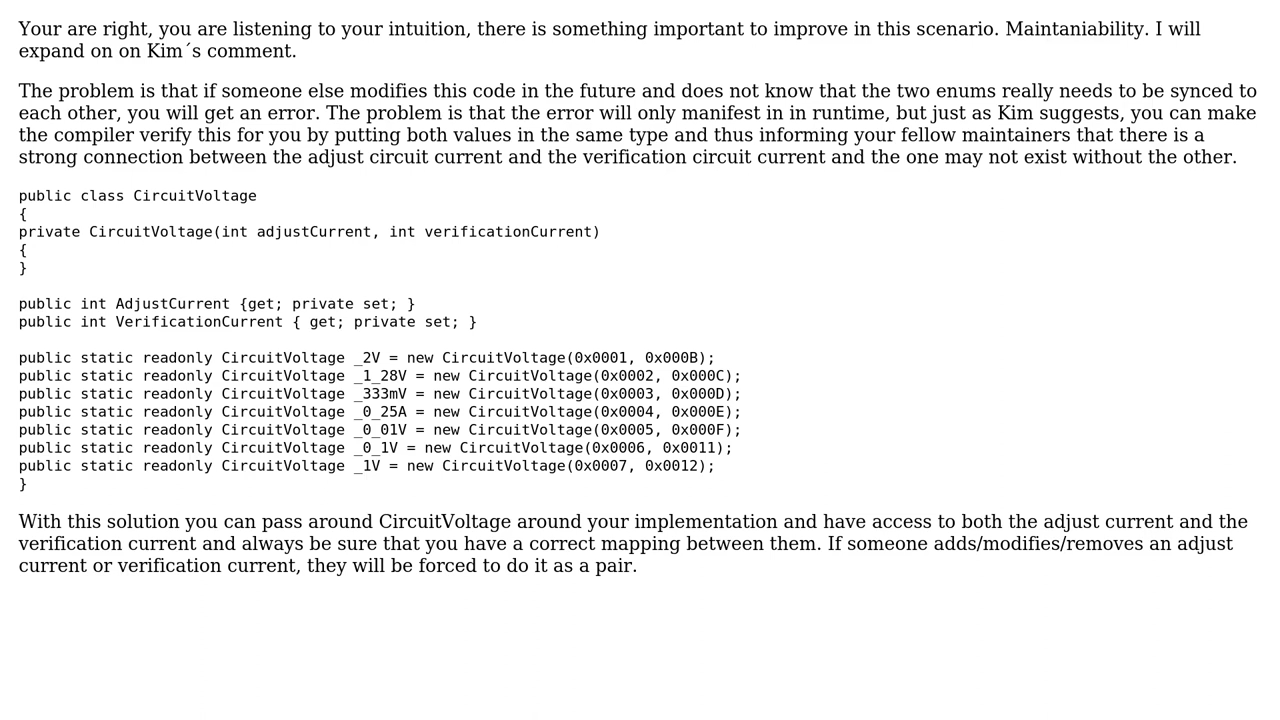 Your are right, you are listening to your intuition, there is something important to improve in this scenario. Maintaniability. I will
expand on on Kim´s comment.
The problem is that if someone else modifies this code in the future and does not know that the two enums really needs to be synced to
each other, you will get an error. The problem is that the error will only manifest in in runtime, but just as Kim suggests, you can make
the compiler verify this for you by putting both values in the same type and thus informing your fellow maintainers that there is a
strong connection between the adjust circuit current and the verification circuit current and the one may not exist without the other.
public class CircuitVoltage
{
private CircuitVoltage(int adjustCurrent, int verificationCurrent)
{
}
public int AdjustCurrent {get; private set; }
public int VerificationCurrent { get; private set; }
public static readonly CircuitVoltage _2V = new CircuitVoltage(0x0001, 0x000B);
public static readonly CircuitVoltage _1_28V = new CircuitVoltage(0x0002, 0x000C);
public static readonly CircuitVoltage _333mV = new CircuitVoltage(0x0003, 0x000D);
public static readonly CircuitVoltage _0_25A = new CircuitVoltage(0x0004, 0x000E);
public static readonly CircuitVoltage _0_01V = new CircuitVoltage(0x0005, 0x000F);
public static readonly CircuitVoltage _0_1V = new CircuitVoltage(0x0006, 0x0011);
public static readonly CircuitVoltage _1V = new CircuitVoltage(0x0007, 0x0012);
}
With this solution you can pass around CircuitVoltage around your implementation and have access to both the adjust current and the
verification current and always be sure that you have a correct mapping between them. If someone adds/modifies/removes an adjust
current or verification current, they will be forced to do it as a pair.